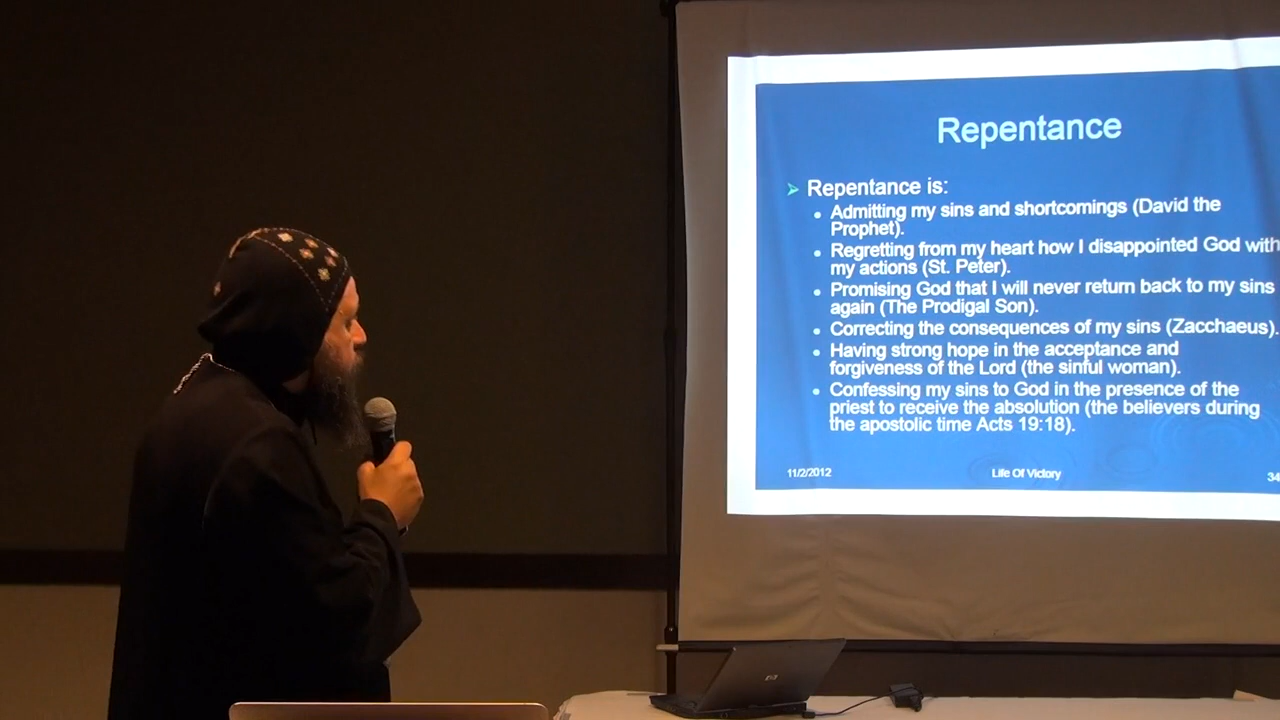 Repentance
Repentance is:
Admitting my sins and shortcomings (David the
Prophet).
Regretting from my heart how I disappointed God with
my actions (St. Peter).
Promising God that I will never return back to my sins
again (The Prodigal Son).
Correcting the consequences of my sins (Zacchaeus).
Having strong hope in the acceptance and
forgiveness of the Lord (the sinful woman).
Confessing my sins to God in the presence of the
priest to receive the absolution (the believers during
the apostolic time Acts 19:18).
11/2/2012
Life Of Victory
34
hp